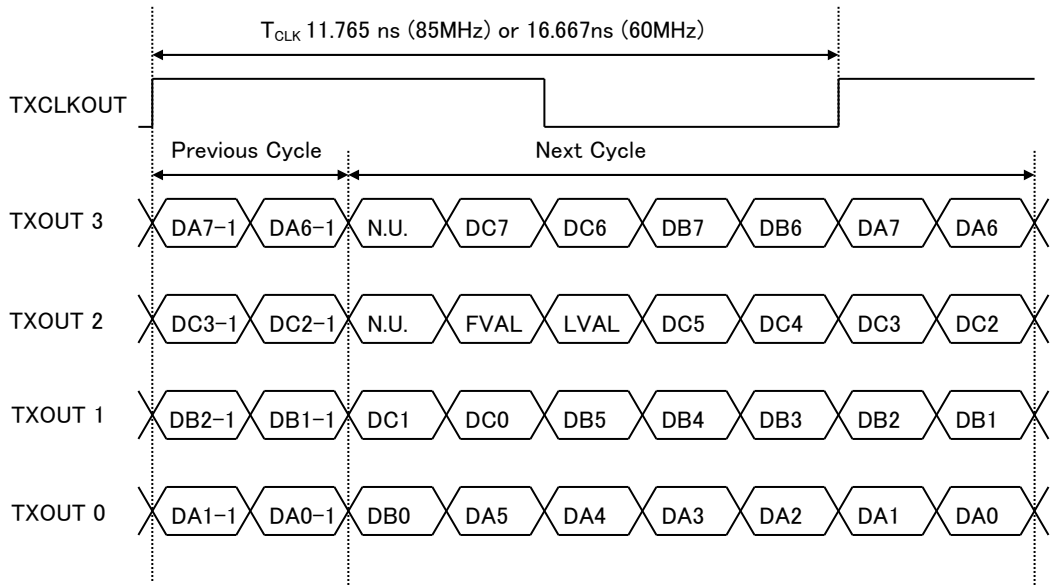 TCLK 11.765 ns (85MHz) or 16.667ns (60MHz)
TXCLKOUT
Previous Cycle Next Cycle
TXOUT 3 DA7-1 DA6-1 N.U. DC7 DC6 DB7 DB6 DA7 DA6
TXOUT 2 DC3-1 DC2-1 N.U. FVAL LVAL DC5 DC4 DC3 DC2
TXOUT 1 DB2-1 DB1-1 DC1 DC0 DB5 DB4 DB3 DB2 DB1
TXOUT 0 DA1-1 DA0-1 DB0 DA5 DA4 DA3 DA2 DA1 DA0